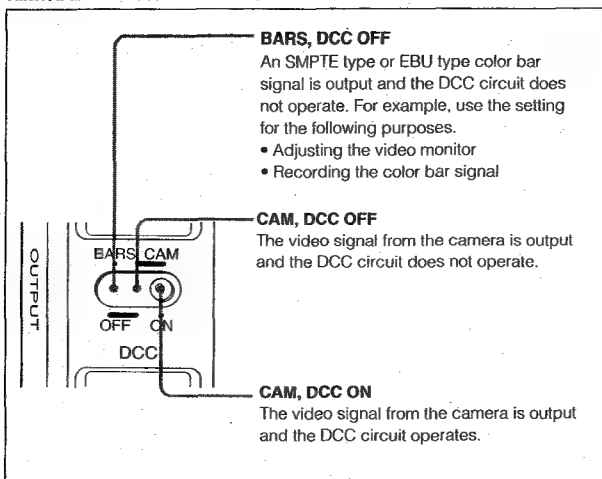 BARS, DCC OFF
An SMPTE type or EBU type color bar
signal is output and the DCC circuit does
not operate. For example, use the setting
for the following purposes.
• Adjusting the video monitor
• Recording the color bar signal
CAM, DCC OFF
The video signal from the camera is output
and the DCC circuit does not operate.
OUTPUT
BARS CAM
OFF ON
DCC
CAM, DCC ON
The video signal from the camera is output
and the DCC circuit operates.